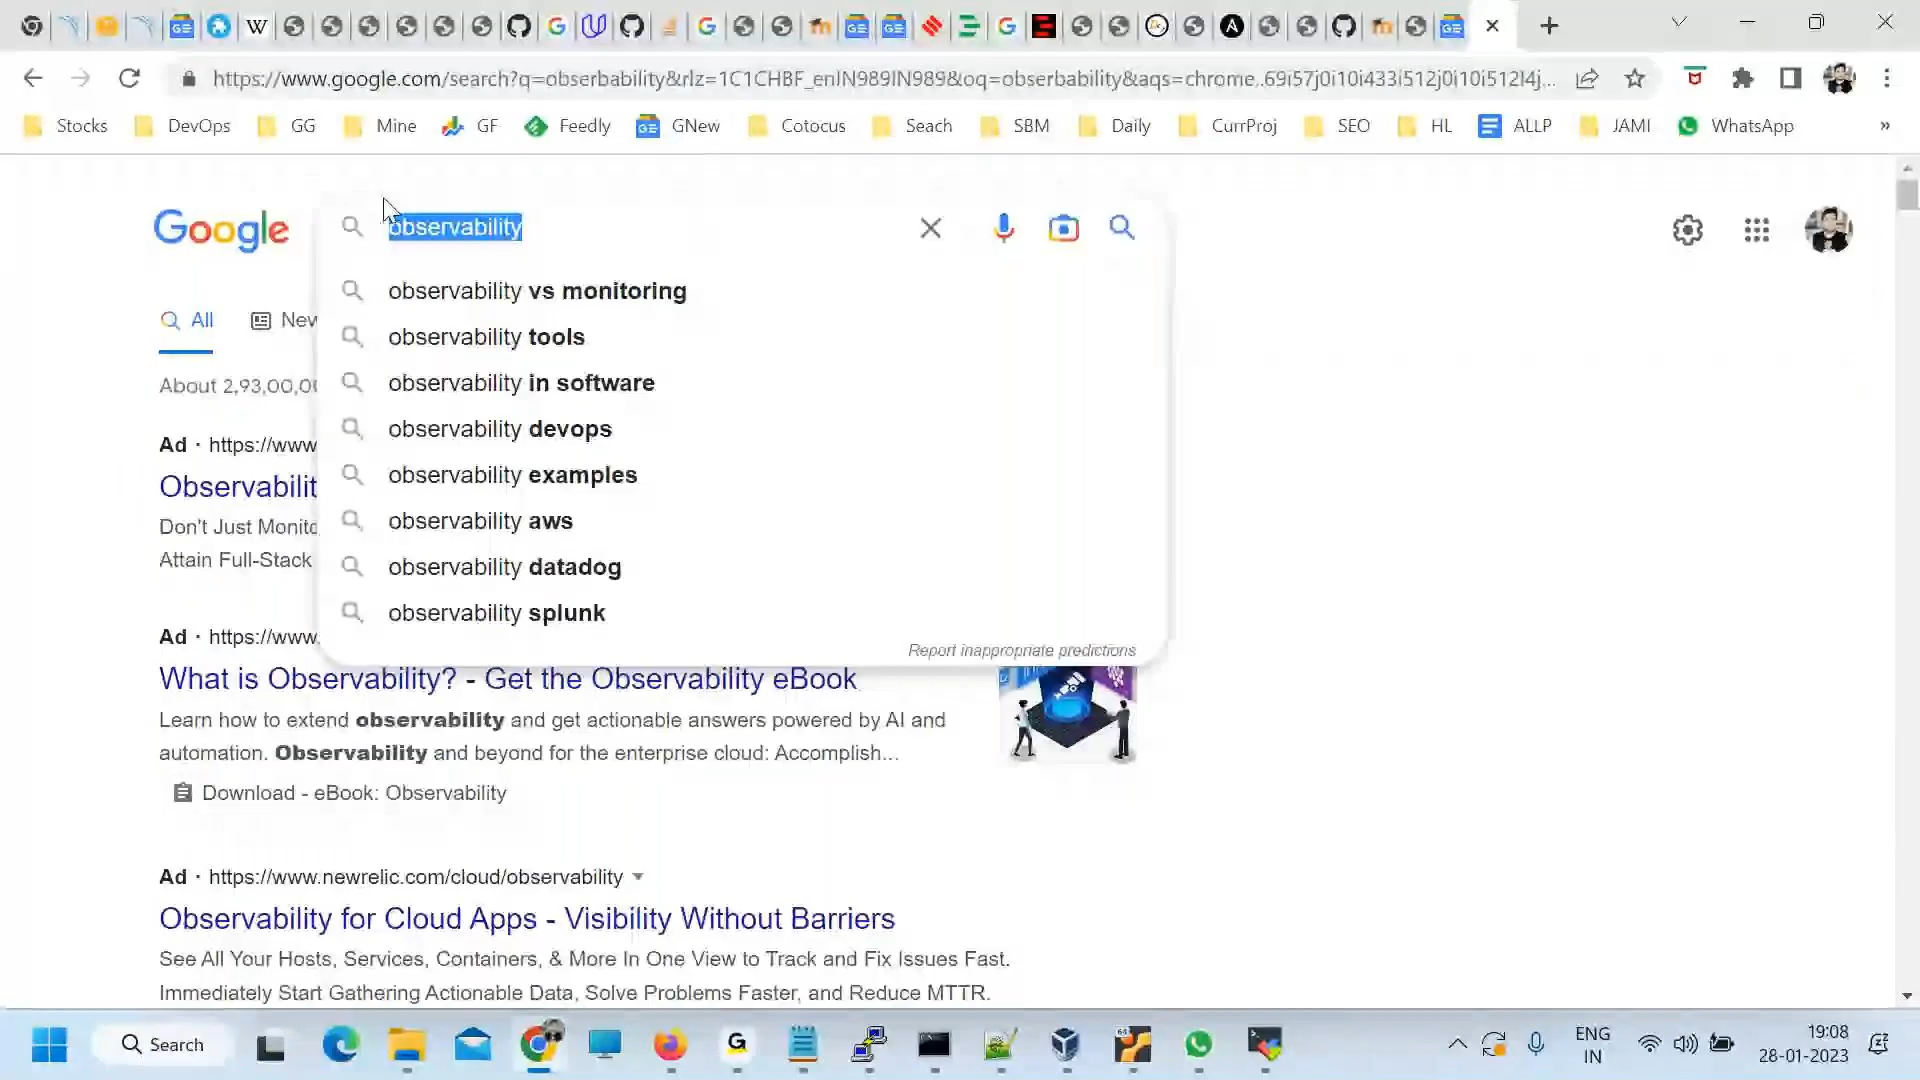 https://www.google.com/search?q=obserbability&rlz=1C1CHBF_enIN989IN989&oq=obserbability&aqs=chrome..69i57j0i10i433i512j0i10i512l4j...
Stocks DevOps GG Mine GF Feedly GNew Cotocus Seach SBM Daily CurrProj SEO HL ALLP JAMI WhatsApp »
Google observability
observability vs monitoring
All New
observability tools
observability in software
About 2,93,00,0
observability devops
Ad · https://www
observability examples
Observabilit
observability aws
Don't Just Monito
Attain Full-Stack
observability datadog
observability splunk
Ad · https://www.
Report inappropriate predictions
What is Observability? - Get the Observability eBook
Learn how to extend observability and get actionable answers powered by AI and
automation. Observability and beyond for the enterprise cloud: Accomplish...
Download - eBook: Observability
Ad · https://www.newrelic.com/cloud/observability
Observability for Cloud Apps - Visibility Without Barriers
See All Your Hosts, Services, Containers, & More In One View to Track and Fix Issues Fast.
Immediately Start Gathering Actionable Data, Solve Problems Faster, and Reduce MTTR.
Search
ENG
IN
19:08
28-01-2023